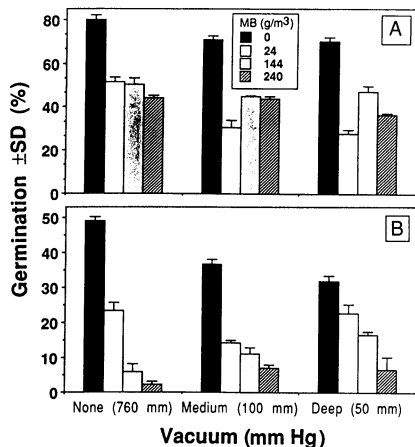 MB (g/m³)
0
24
144
240
A
80
60
40
20
0
Germination ±SD (%)
B
50
40
30
20
10
0
None (760 mm) Medium (100 mm) Deep (50 mm)
Vacuum (mm Hg)